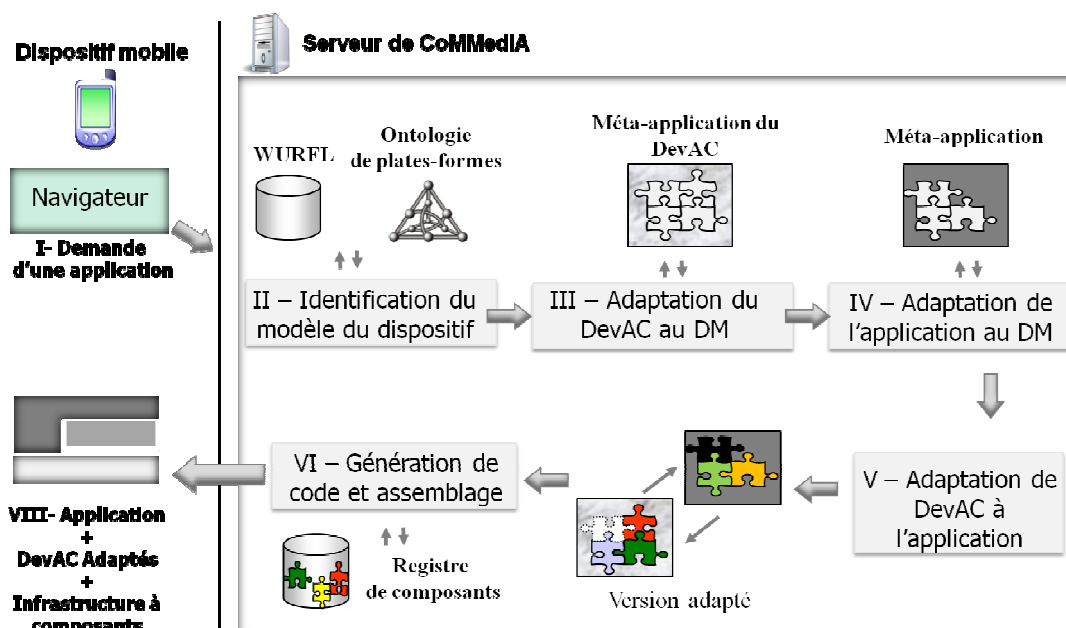 Dispositif mobile
Serveur de CoMMediA
Navigateur
I- Demande
d'une application
WURFL
Ontologie
de plates-formes
Méta-application du
DevAC
Méta-application
II – Identification du
modèle du dispositif
III – Adaptation du
DevAC au DM
IV – Adaptation de
l'application au DM
V – Adaptation de
DevAC à
l'application
Version adapté
VI – Génération de
code et assemblage
Registre
de composants
VIII- Application
+
DevAC Adaptés
+
Infrastructure à
composants